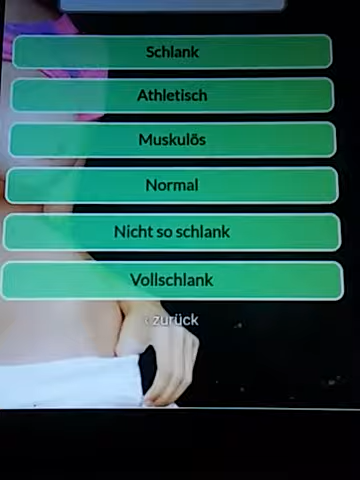 Schlank
Athletisch
Muskulös
Normal
Nicht so schlank
Vollschlank
‹ zurück